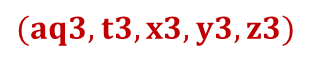 (aq3, t3, x3, y3, z3)